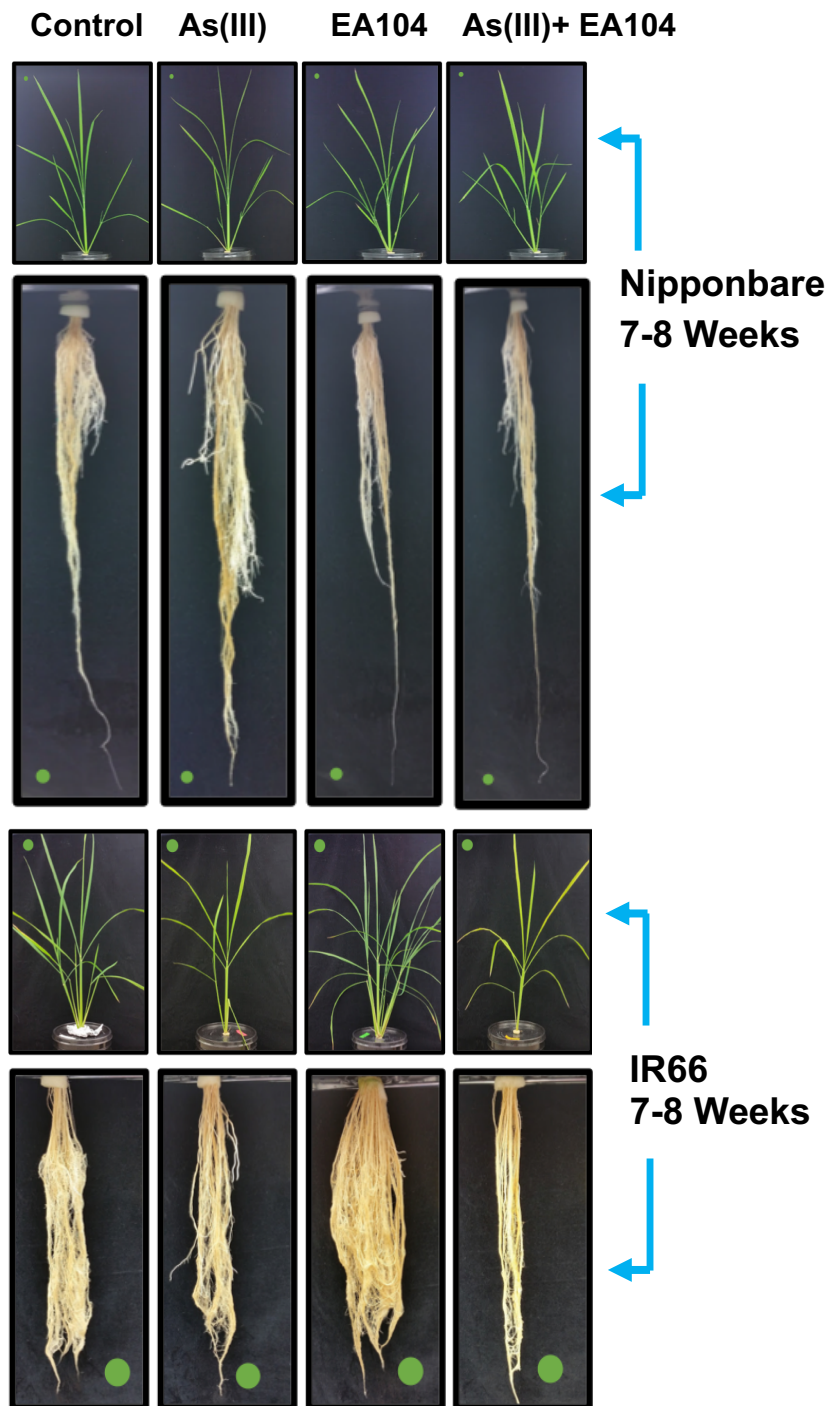 Control As(III) EA104 As(III)+ EA104
Nipponbare
7-8 Weeks
IR66
7-8 Weeks